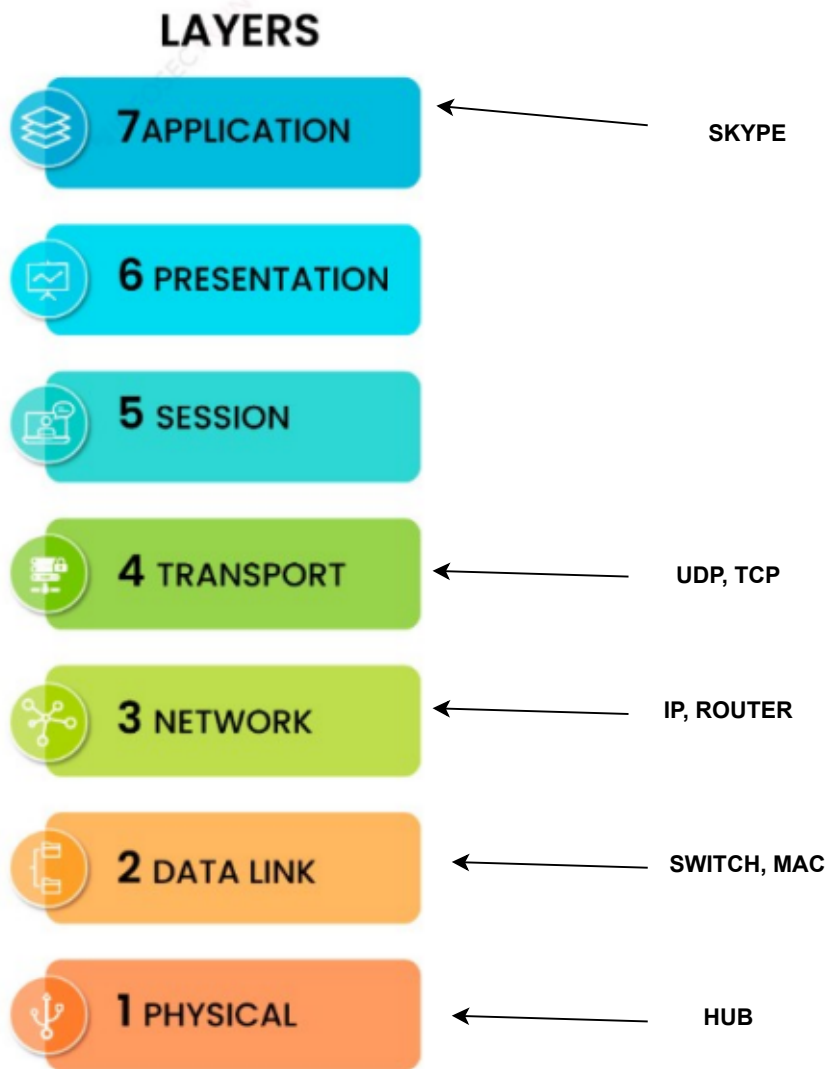 LAYERS
7APPLICATION
SKYPE
6 PRESENTATION
5 SESSION
4 TRANSPORT
UDP, TCP
3 NETWORK
IP, ROUTER
2 DATA LINK
SWITCH, MAC
1 PHYSICAL
HUB